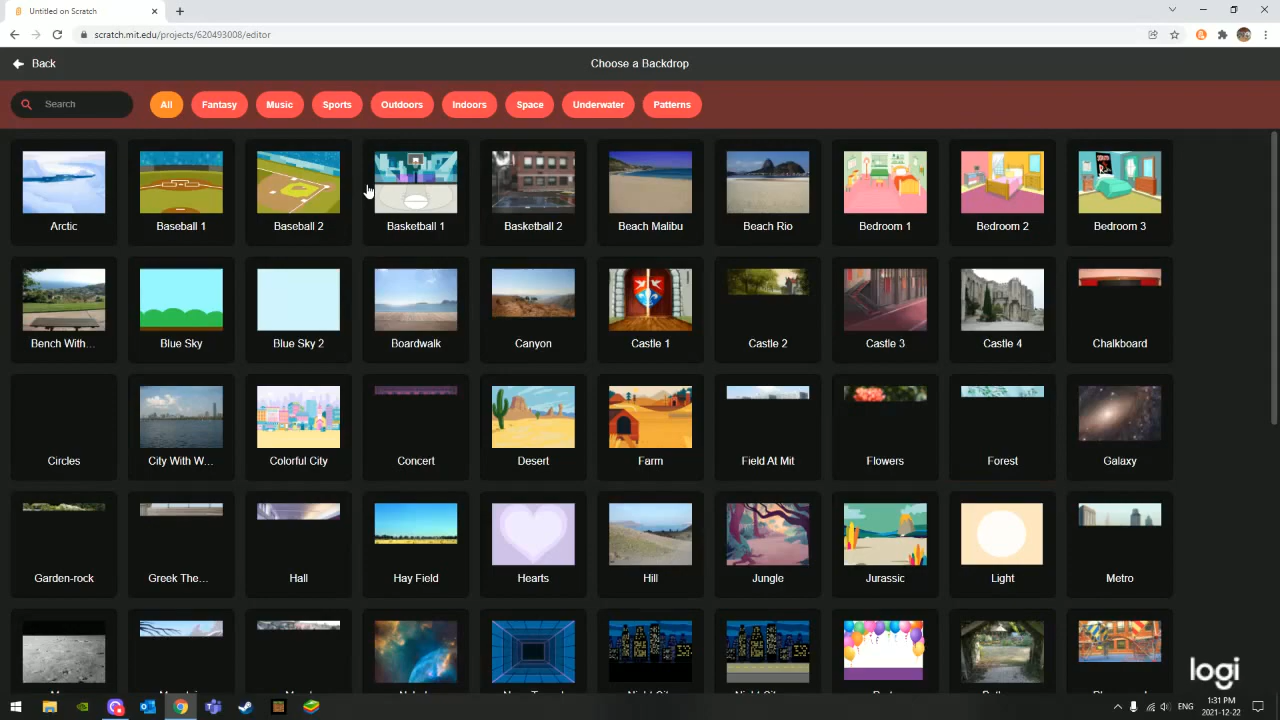 Untitled on Scratch
scratch.mit.edu/projects/620493008/editor
Back
Choose a Backdrop
Search
All
Fantasy
Music
Sports
Outdoors
Indoors
Space
Underwater
Patterns
Arctic
Baseball 1
Baseball 2
Basketball 1
Basketball 2
Beach Malibu
Beach Rio
Bedroom 1
Bedroom 2
Bedroom 3
Bench With...
Blue Sky
Blue Sky 2
Boardwalk
Canyon
Castle 1
Castle 2
Castle 3
Castle 4
Chalkboard
Circles
City With W...
Colorful City
Concert
Desert
Farm
Field At Mit
Flowers
Forest
Galaxy
Garden-rock
Greek The...
Hall
Hay Field
Hearts
Hill
Jungle
Jurassic
Light
Metro
logi
ENG
1:31 PM
2021-12-22